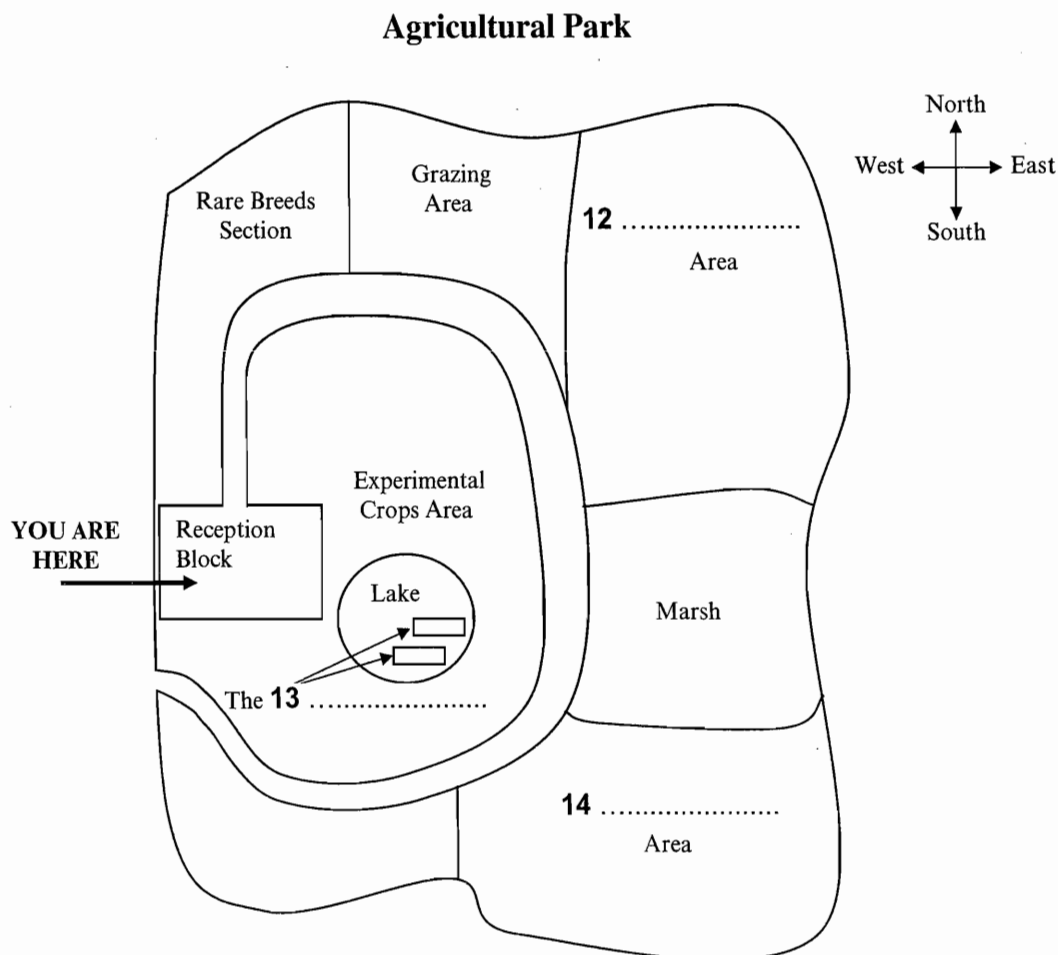 Agricultural Park
North
West
East
South
Rare Breeds
Section
Grazing
Area
12 ........................
Area
Experimental
Crops Area
YOU ARE
HERE
Reception
Block
Lake
Marsh
The 13 ........................
14 ........................
Area